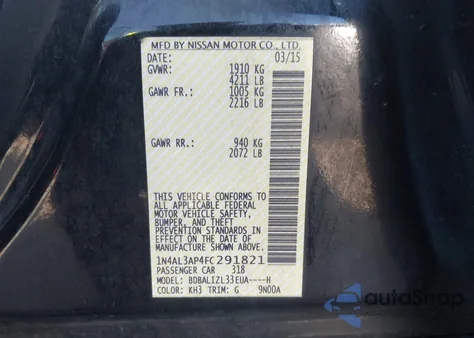 MFD BY NISSAN MOTOR CO., LTD.
DATE: 03/15
GVWR: 1910 KG
4211 LB
GAWR FR.: 1005 KG
2216 LB
GAWR RR.: 940 KG
2072 LB
THIS VEHICLE CONFORMS TO
ALL APPLICABLE FEDERAL
MOTOR VEHICLE SAFETY,
BUMPER, AND THEFT
PREVENTION STANDARDS IN
EFFECT ON THE DATE OF
MANUFACTURE SHOWN ABOVE
1N4AL3AP4FC291821
PASSENGER CAR 318
BDBALIZL33EUA----H
COLOR: KH3 TRIM: G 9N00A
autoSnap